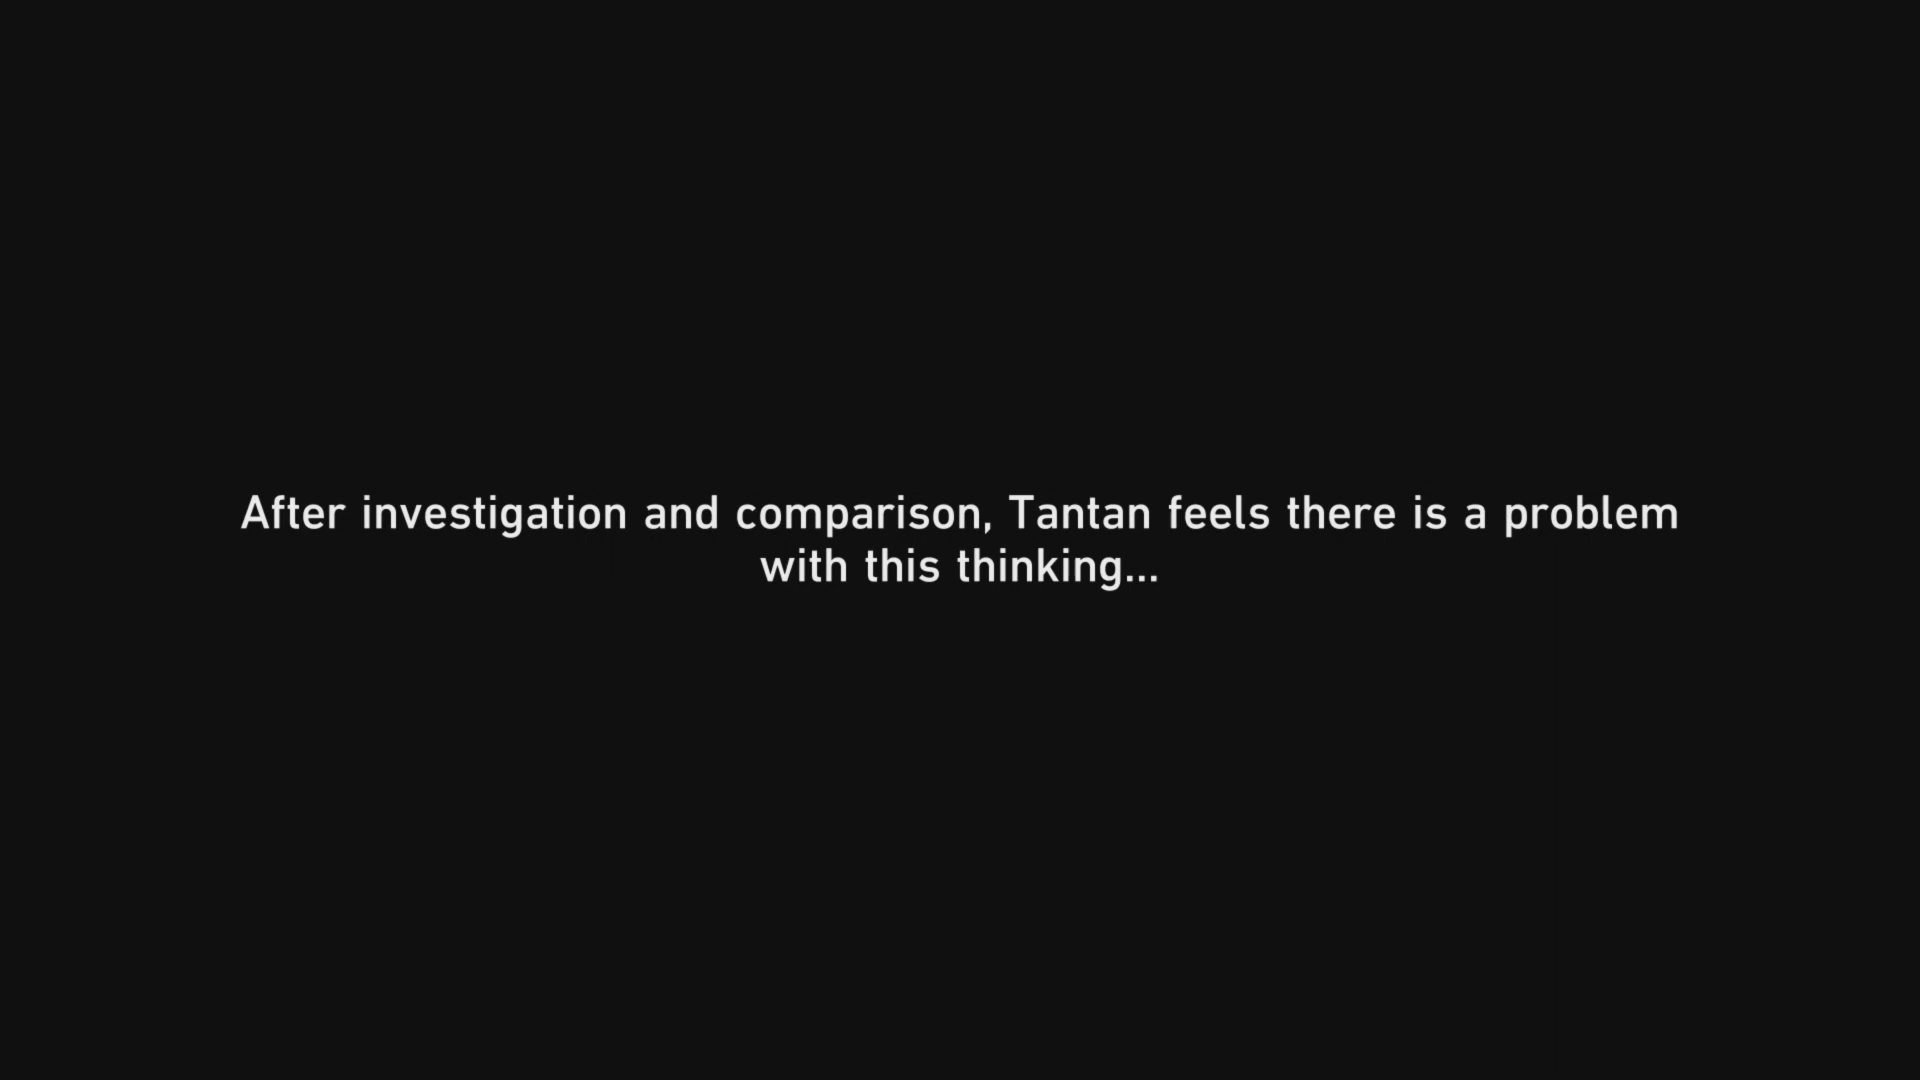 After investigation and comparison, Tantan feels there is a problem
with this thinking...